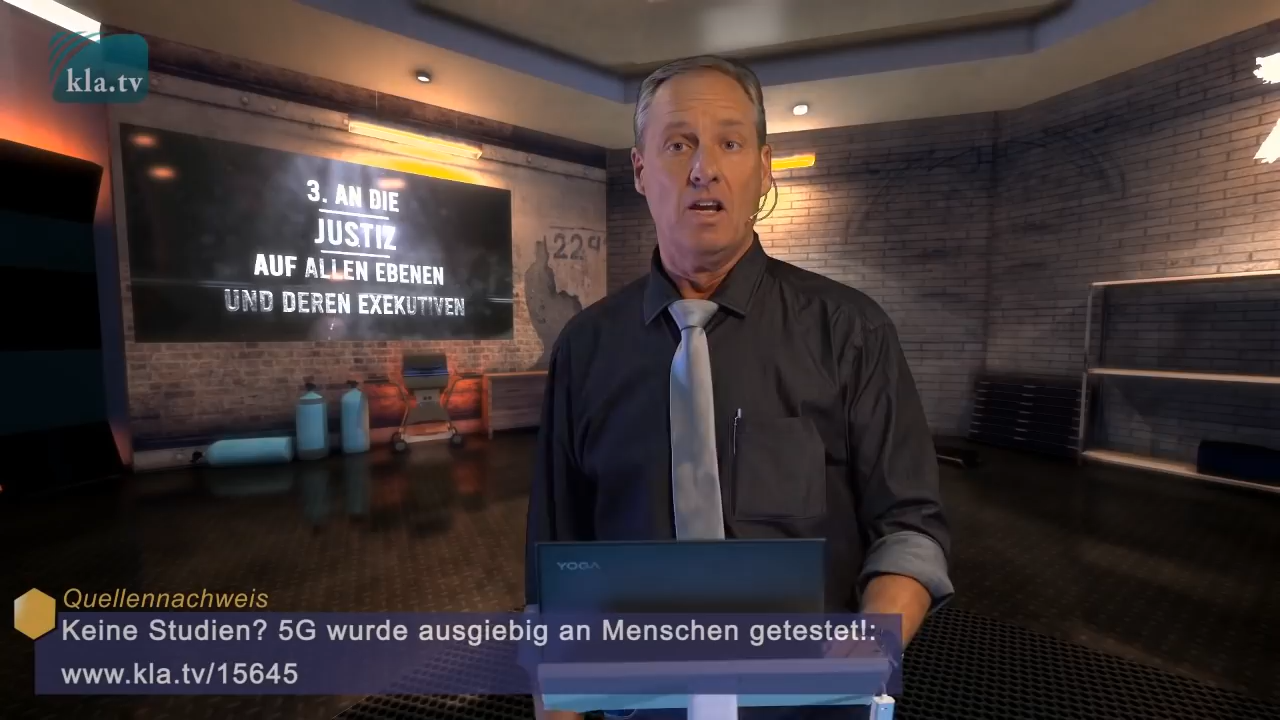 kla.tv
3. AN DIE
JUSTIZ
AUF ALLEN EBENEN
UND DEREN EXEKUTIVEN
229
YOGA
Quellennachweis
Keine Studien? 5G wurde ausgiebig an Menschen getestet!:
www.kla.tv/15645